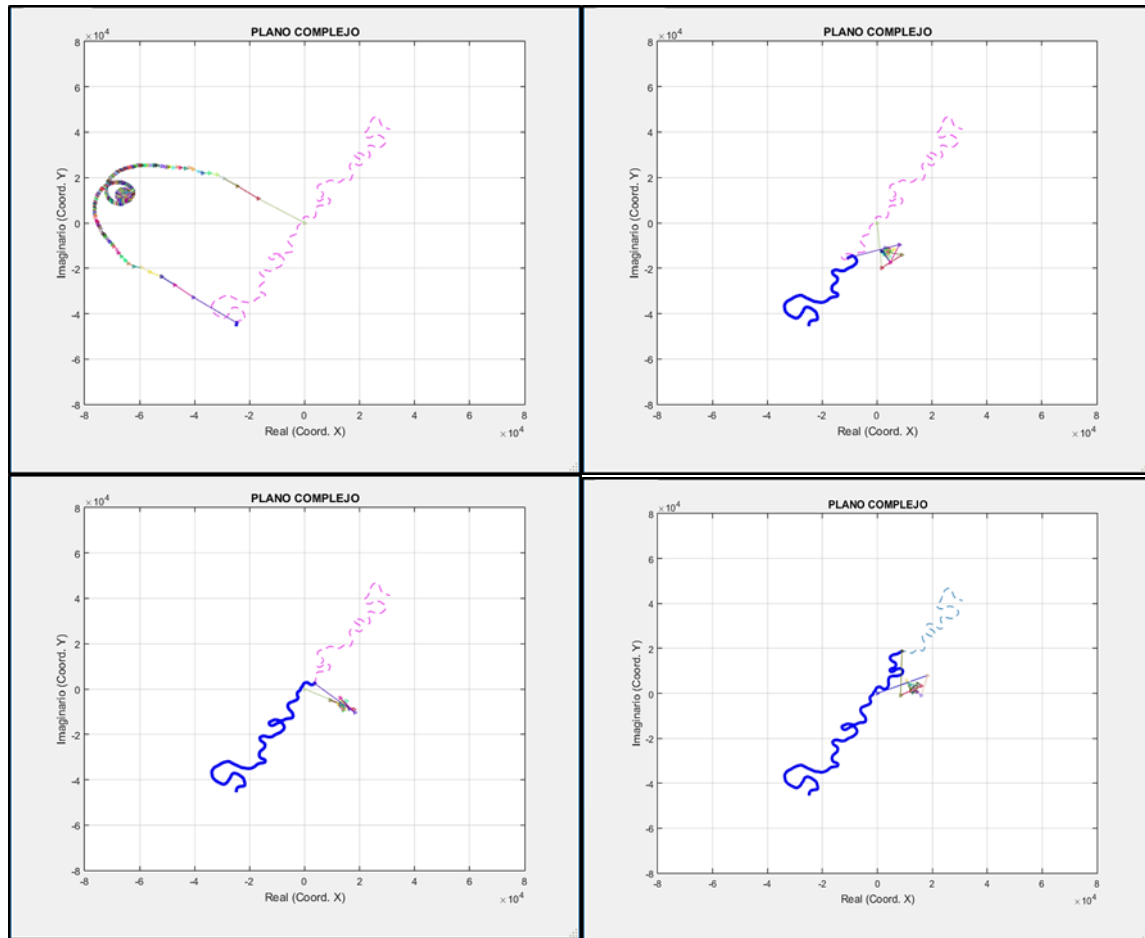 PLANO COMPLEJO
×10⁴
8
6
4
2
0
-2
-4
-6
-8
Imaginario (Coord. Y)
-8 -6 -4 -2 0 2 4 6 8
Real (Coord. X)
×10⁴
PLANO COMPLEJO
×10⁴
8
6
4
2
0
-2
-4
-6
-8
Imaginario (Coord. Y)
-8 -6 -4 -2 0 2 4 6 8
Real (Coord. X)
×10⁴
PLANO COMPLEJO
×10⁴
8
6
4
2
0
-2
-4
-6
-8
Imaginario (Coord. Y)
-8 -6 -4 -2 0 2 4 6 8
Real (Coord. X)
×10⁴
PLANO COMPLEJO
×10⁴
8
6
4
2
0
-2
-4
-6
-8
Imaginario (Coord. Y)
-8 -6 -4 -2 0 2 4 6 8
Real (Coord. X)
×10⁴